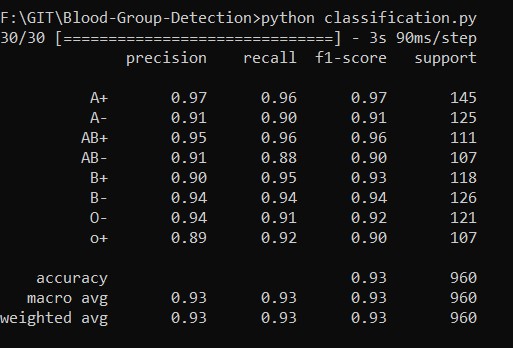 F:\GIT\Blood-Group-Detection>python classification.py
30/30 [==============================] - 3s 90ms/step
precision recall f1-score support
A+ 0.97 0.96 0.97 145
A- 0.91 0.90 0.91 125
AB+ 0.95 0.96 0.96 111
AB- 0.91 0.88 0.90 107
B+ 0.90 0.95 0.93 118
B- 0.94 0.94 0.94 126
O- 0.94 0.91 0.92 121
o+ 0.89 0.92 0.90 107
accuracy 0.93 960
macro avg 0.93 0.93 0.93 960
weighted avg 0.93 0.93 0.93 960